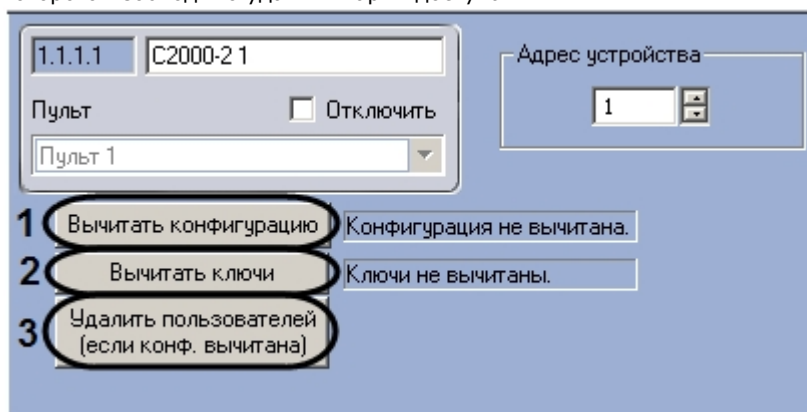 1.1.1.1 C2000-2 1
Адрес устройства
Пульт Отключить 1
Пульт 1
1 Вычитать конфигурацию Конфигурация не вычитана.
2 Вычитать ключи Ключи не вычитаны.
3 Удалить пользователей
(если конф. вычитана)